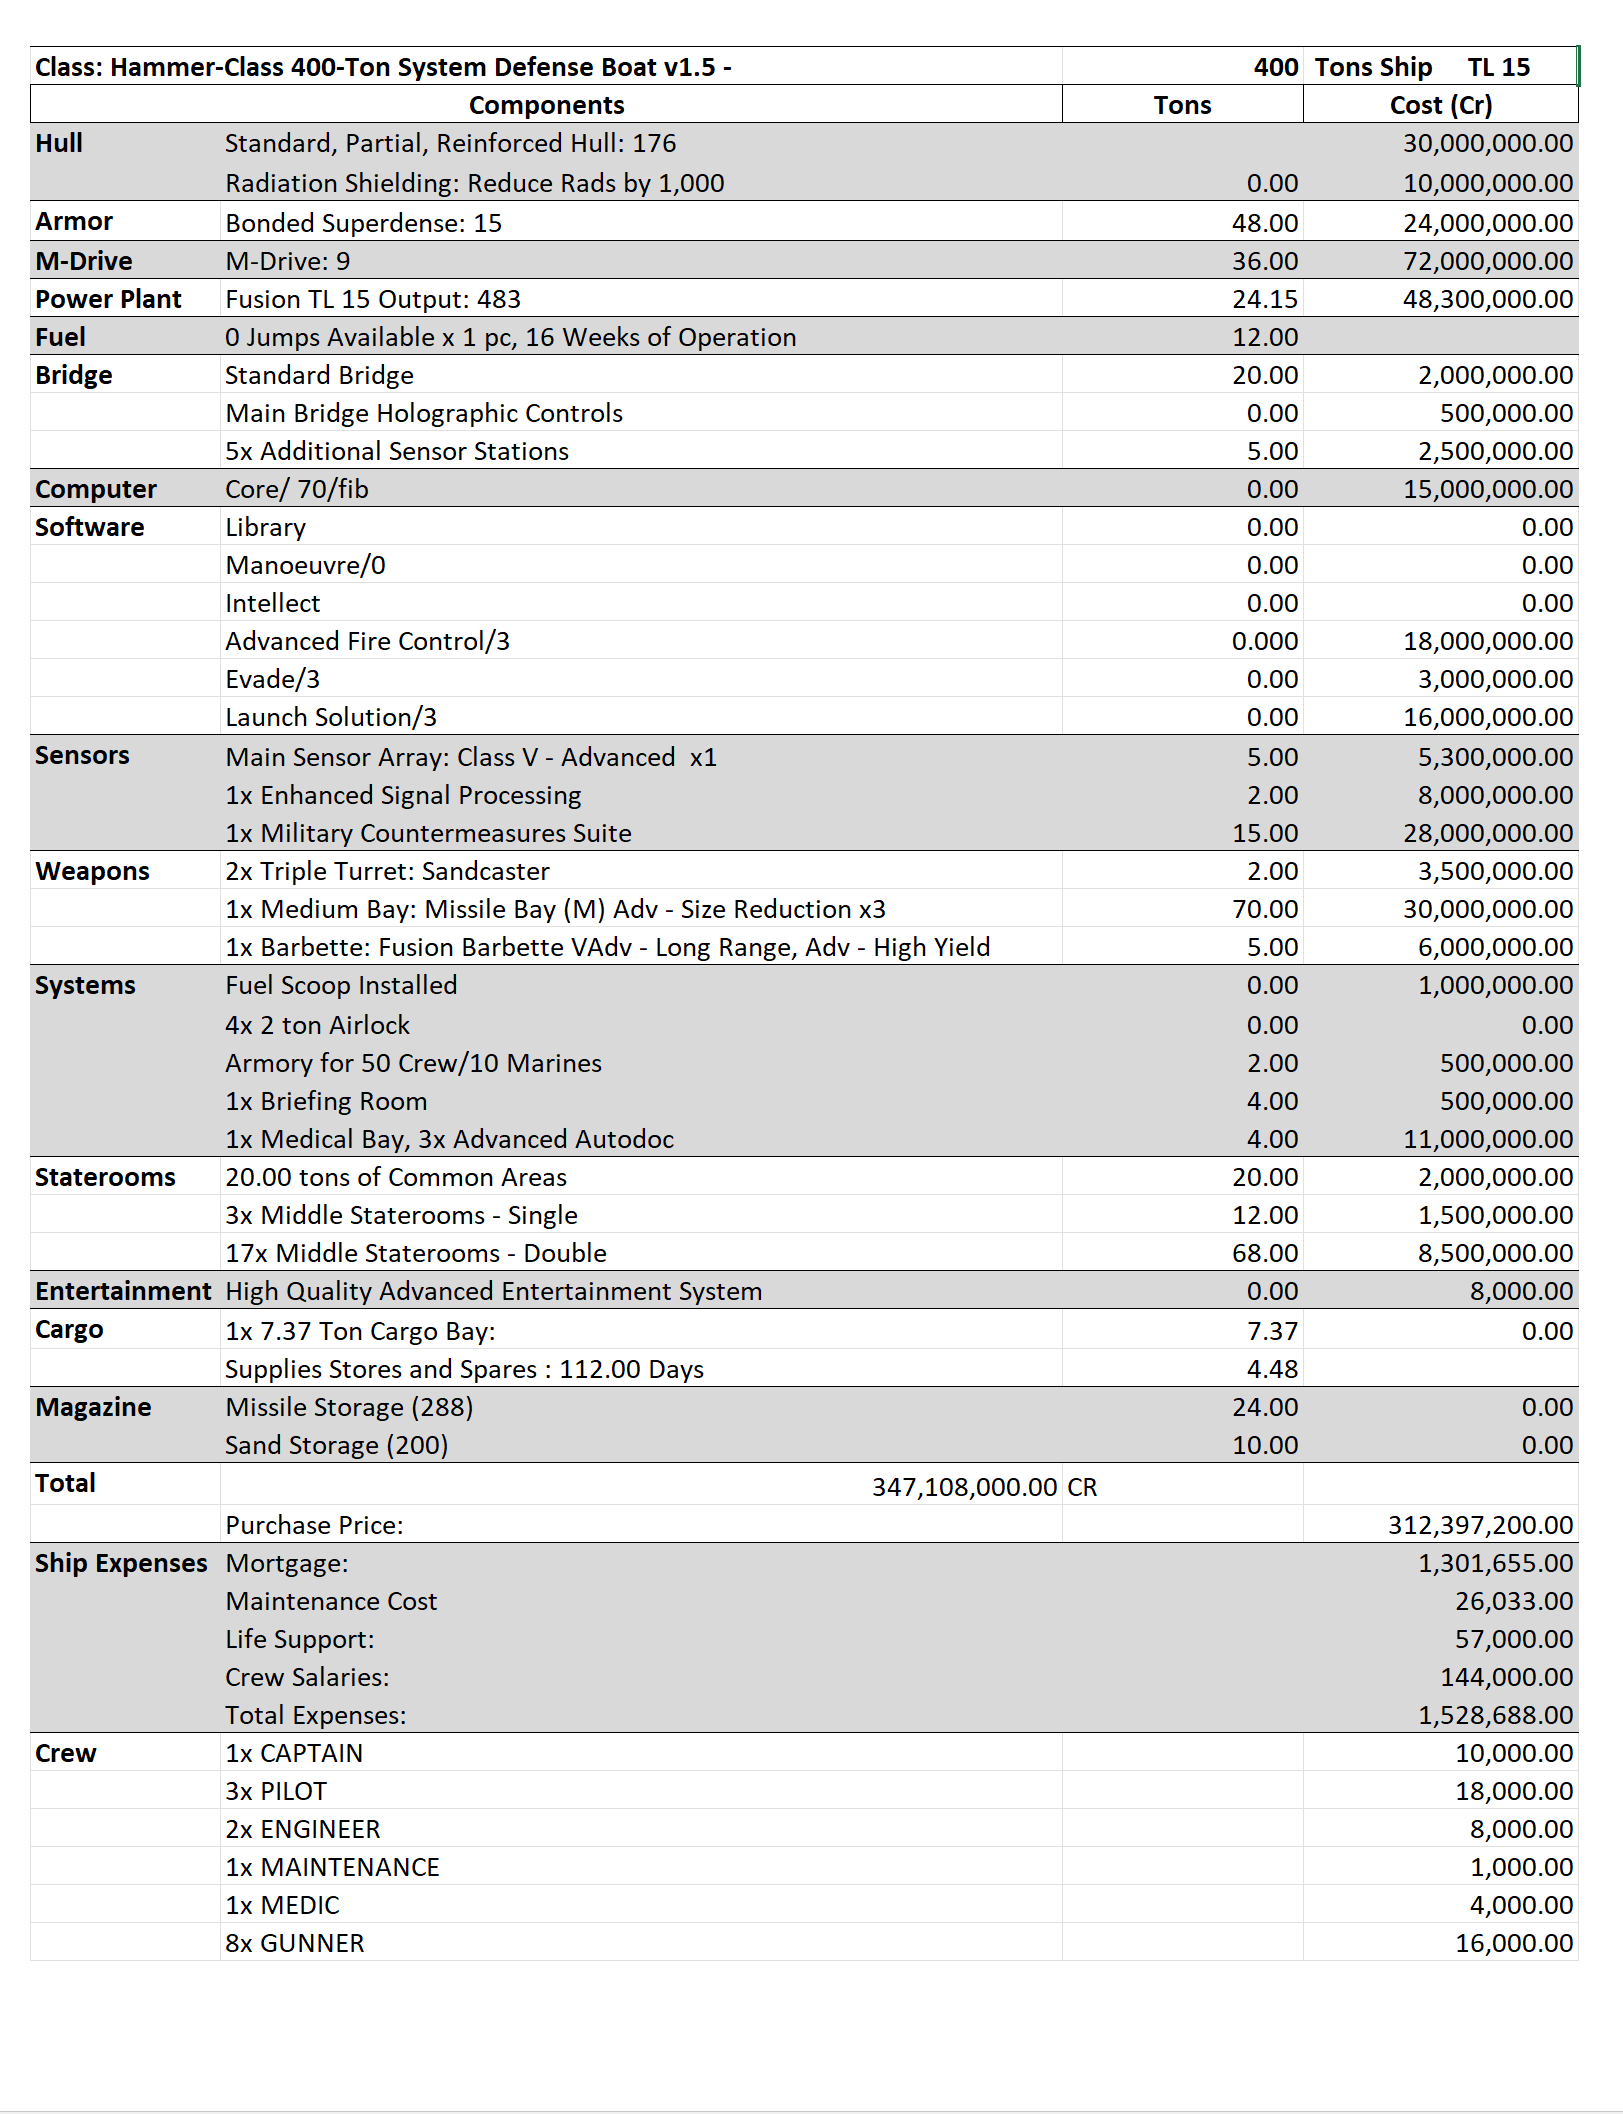 Class: Hammer-Class 400-Ton System Defense Boat v1.5 - 400 Tons Ship TL 15
Components Tons Cost (Cr)
Hull Standard, Partial, Reinforced Hull: 176 30,000,000.00
Radiation Shielding: Reduce Rads by 1,000 0.00 10,000,000.00
Armor Bonded Superdense: 15 48.00 24,000,000.00
M-Drive M-Drive: 9 36.00 72,000,000.00
Power Plant Fusion TL 15 Output: 483 24.15 48,300,000.00
Fuel 0 Jumps Available x 1 pc, 16 Weeks of Operation 12.00
Bridge Standard Bridge 20.00 2,000,000.00
Main Bridge Holographic Controls 0.00 500,000.00
5x Additional Sensor Stations 5.00 2,500,000.00
Computer Core/ 70/fib 0.00 15,000,000.00
Software Library 0.00 0.00
Manoeuvre/0 0.00 0.00
Intellect 0.00 0.00
Advanced Fire Control/3 0.000 18,000,000.00
Evade/3 0.00 3,000,000.00
Launch Solution/3 0.00 16,000,000.00
Sensors Main Sensor Array: Class V - Advanced x1 5.00 5,300,000.00
1x Enhanced Signal Processing 2.00 8,000,000.00
1x Military Countermeasures Suite 15.00 28,000,000.00
Weapons 2x Triple Turret: Sandcaster 2.00 3,500,000.00
1x Medium Bay: Missile Bay (M) Adv - Size Reduction x3 70.00 30,000,000.00
1x Barbette: Fusion Barbette VAdv - Long Range, Adv - High Yield 5.00 6,000,000.00
Systems Fuel Scoop Installed 0.00 1,000,000.00
4x 2 ton Airlock 0.00 0.00
Armory for 50 Crew/10 Marines 2.00 500,000.00
1x Briefing Room 4.00 500,000.00
1x Medical Bay, 3x Advanced Autodoc 4.00 11,000,000.00
Staterooms 20.00 tons of Common Areas 20.00 2,000,000.00
3x Middle Staterooms - Single 12.00 1,500,000.00
17x Middle Staterooms - Double 68.00 8,500,000.00
Entertainment High Quality Advanced Entertainment System 0.00 8,000.00
Cargo 1x 7.37 Ton Cargo Bay: 7.37 0.00
Supplies Stores and Spares : 112.00 Days 4.48
Magazine Missile Storage (288) 24.00 0.00
Sand Storage (200) 10.00 0.00
Total 347,108,000.00 CR
Purchase Price: 312,397,200.00
Ship Expenses Mortgage: 1,301,655.00
Maintenance Cost 26,033.00
Life Support: 57,000.00
Crew Salaries: 144,000.00
Total Expenses: 1,528,688.00
Crew 1x CAPTAIN 10,000.00
3x PILOT 18,000.00
2x ENGINEER 8,000.00
1x MAINTENANCE 1,000.00
1x MEDIC 4,000.00
8x GUNNER 16,000.00